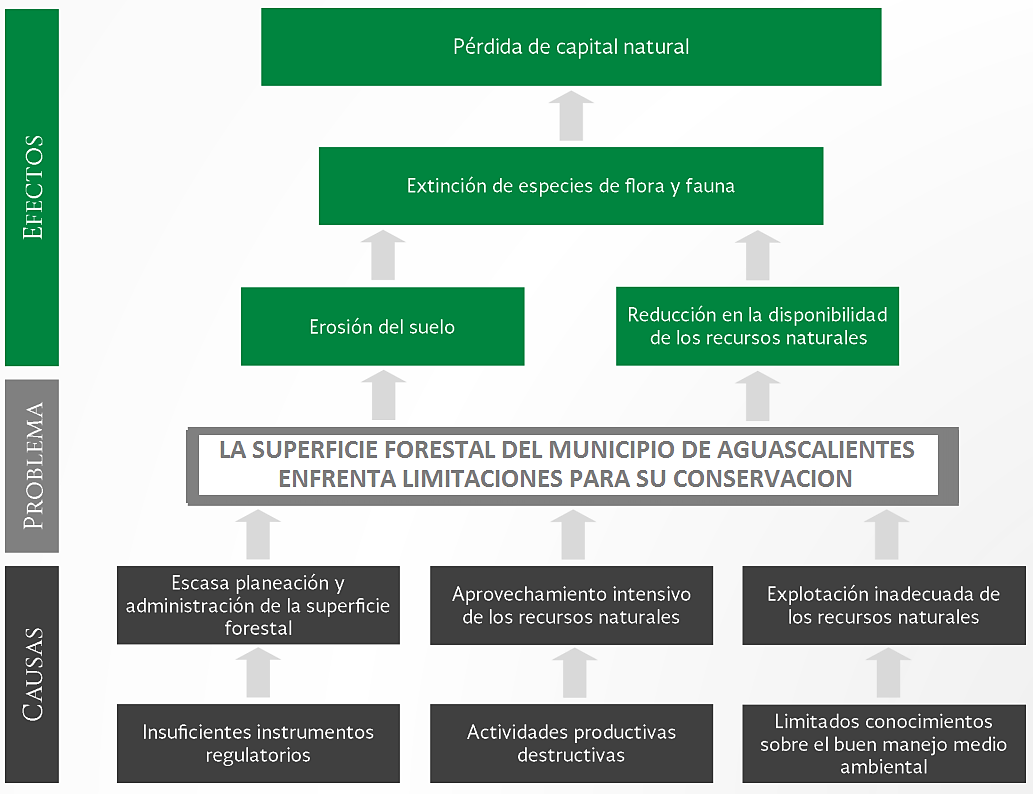 EFECTOS
Pérdida de capital natural
Extinción de especies de flora y fauna
Erosión del suelo
Reducción en la disponibilidad
de los recursos naturales
PROBLEMA
LA SUPERFICIE FORESTAL DEL MUNICIPIO DE AGUASCALIENTES
ENFRENTA LIMITACIONES PARA SU CONSERVACION
CAUSAS
Escasa planeación y
administración de la superficie
forestal
Aprovechamiento intensivo
de los recursos naturales
Explotación inadecuada de
los recursos naturales
Insuficientes instrumentos
regulatorios
Actividades productivas
destructivas
Limitados conocimientos
sobre el buen manejo medio
ambiental